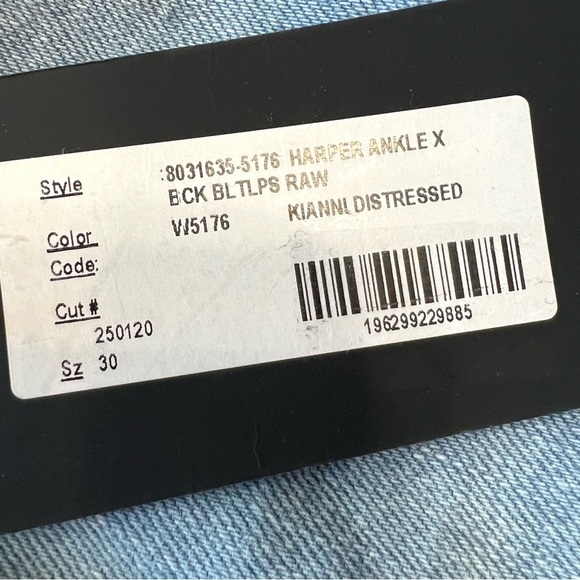 Style :8031635-5176 HARPER ANKLE X
BCK BLTLPS RAW
Color W5176 KIANNI DISTRESSED
Code:
Cut #
250120
Sz 30
196299229885